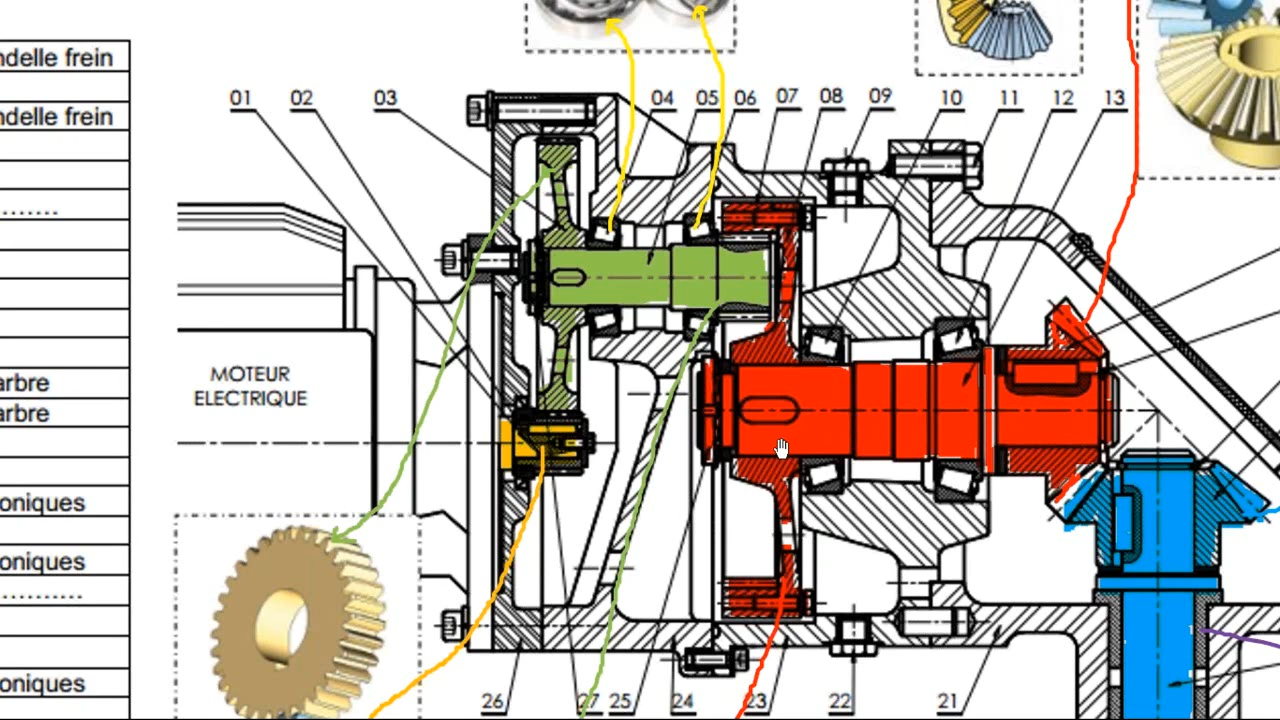 ndelle frein
ndelle frein
........
arbre
arbre
oniques
oniques
............
oniques
01 02 03 04 05 06 07 08 09 10 11 12 13
MOTEUR
ELECTRIQUE
26 27 25 24 23 22 21